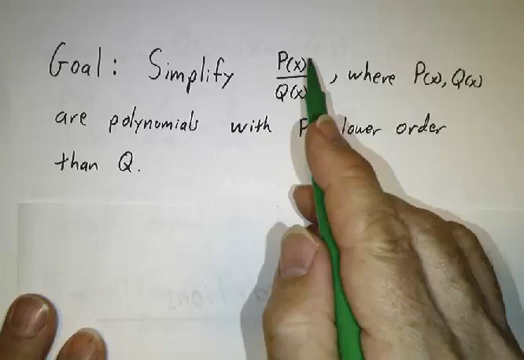 Goal: Simplify P(x)/Q(x), where P(x), Q(x)
are polynomials with P lower order
than Q.